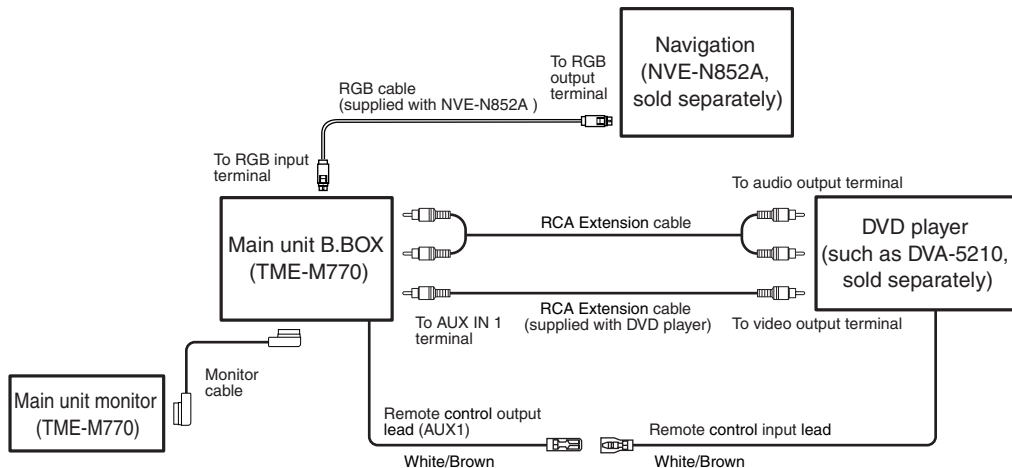 Navigation
(NVE-N852A,
sold separately)
To RGB
output
terminal
RGB cable
(supplied with NVE-N852A )
To RGB input
terminal
Main unit B.BOX
(TME-M770)
RCA Extension cable
To audio output terminal
DVD player
(such as DVA-5210,
sold separately)
To AUX IN 1
terminal
RCA Extension cable
(supplied with DVD player)
To video output terminal
Monitor
cable
Main unit monitor
(TME-M770)
Remote control output
lead (AUX1)
White/Brown
Remote control input lead
White/Brown